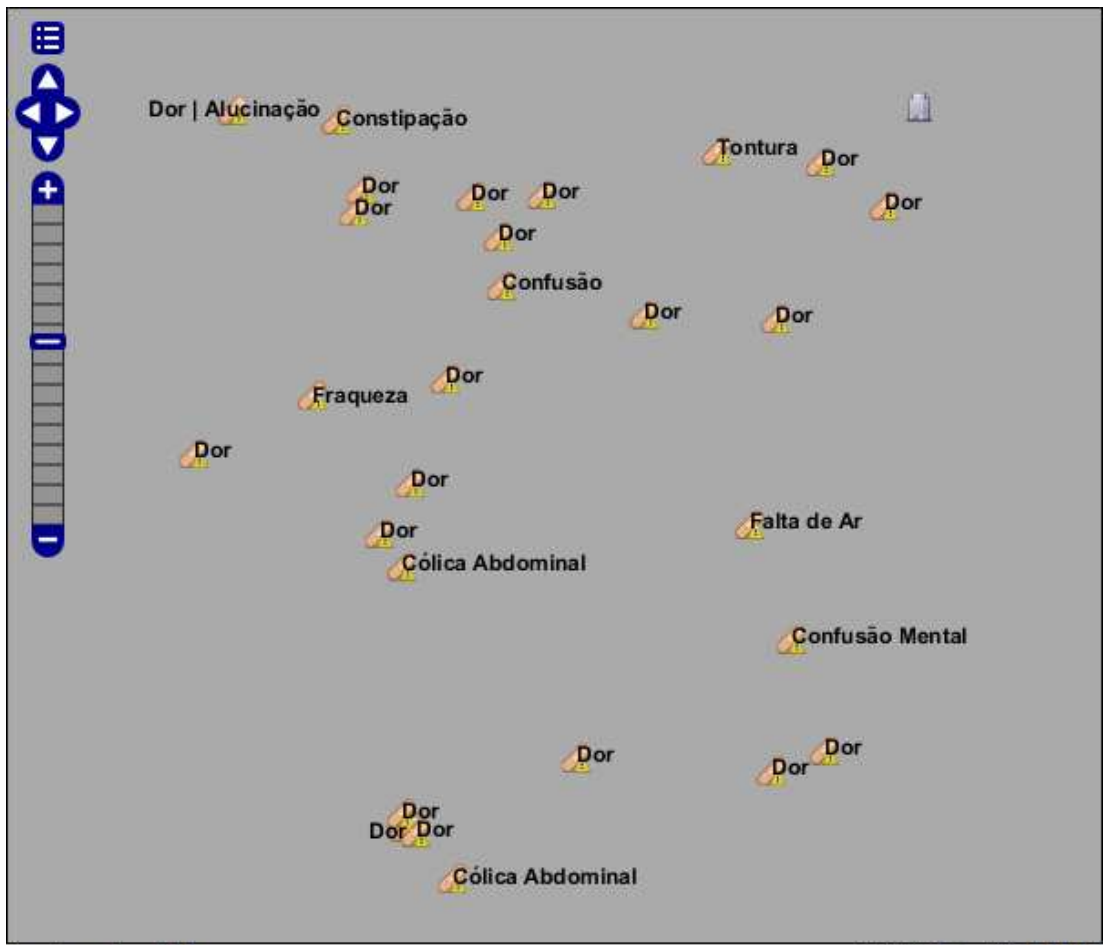 Dor | Alucinação
Constipação
Tontura
Dor
Dor
Dor
Dor
Dor
Dor
Dor
Confusão
Dor
Dor
Dor
Fraqueza
Dor
Dor
Falta de Ar
Dor
Cólica Abdominal
Confusão Mental
Dor
Dor
Dor
Dor
Dor
Dor
Cólica Abdominal